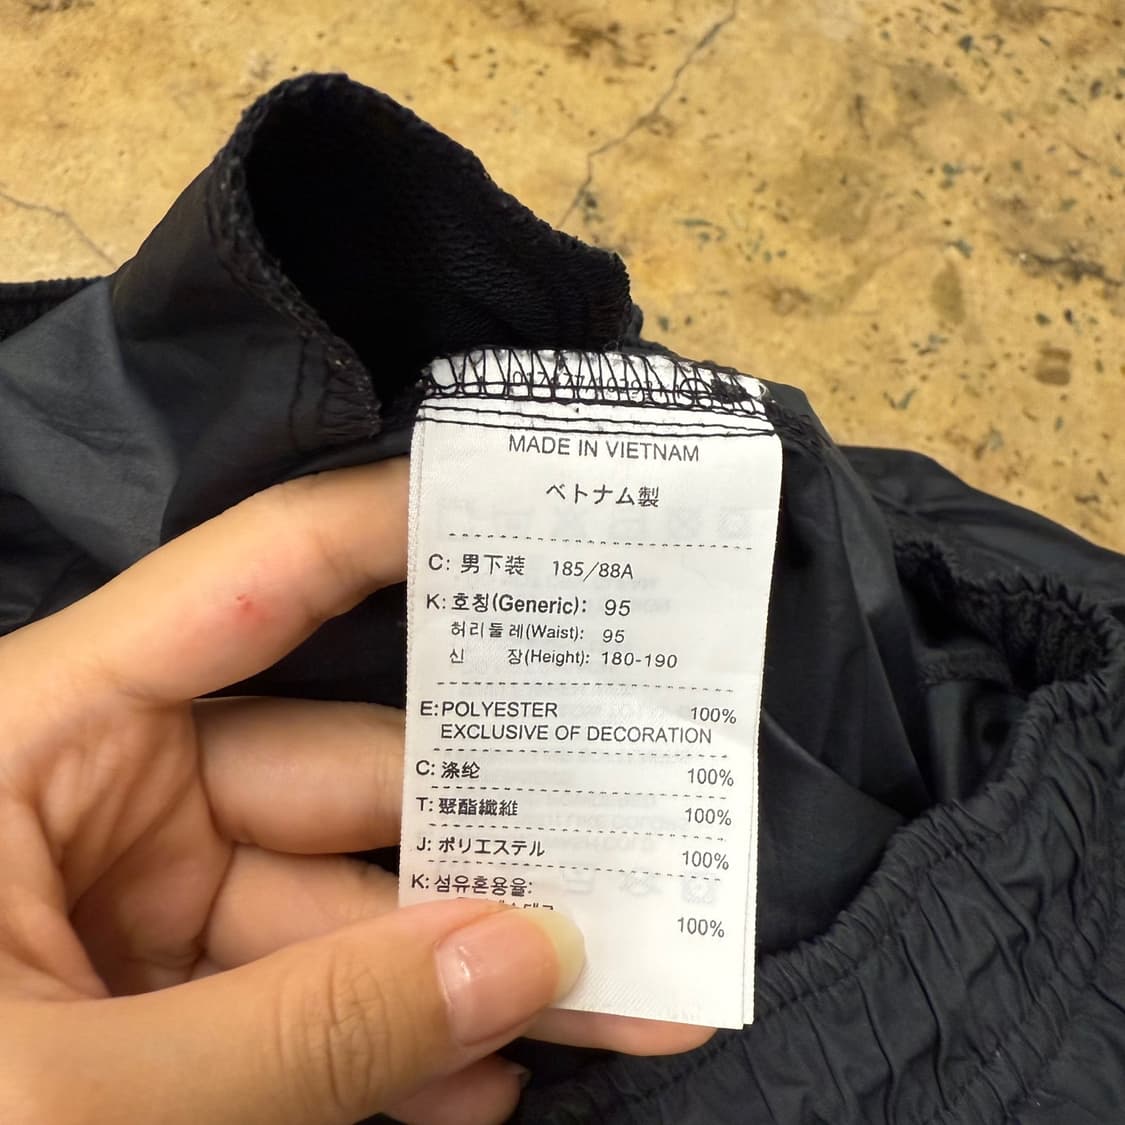 MADE IN VIETNAM
ベトナム製
C: 男下装 185/88A
K: 호칭(Generic): 95
허리둘레(Waist): 95
신 장(Height): 180-190
E: POLYESTER 100%
EXCLUSIVE OF DECORATION
C: 涤纶 100%
T: 聚酯纖維 100%
J: ポリエステル 100%
K: 섬유혼용율:
100%